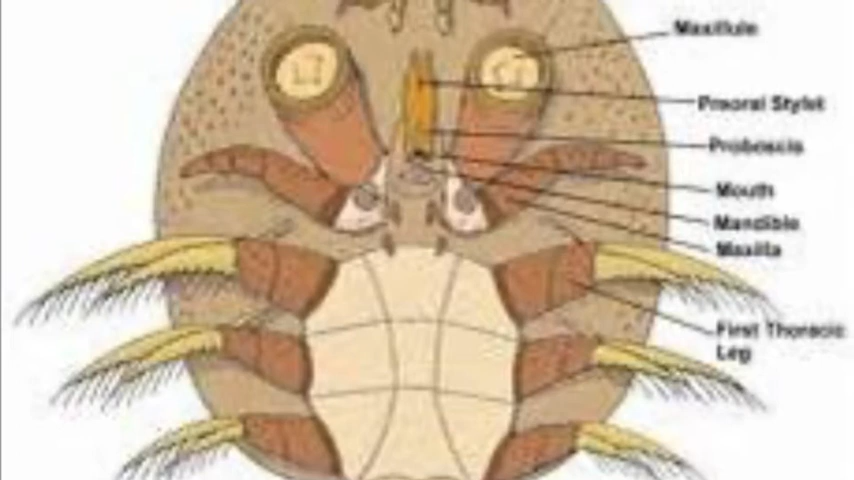 Maxillule
Preoral Stylet
Proboscis
Mouth
Mandible
Maxilla
First Thoracic
Leg